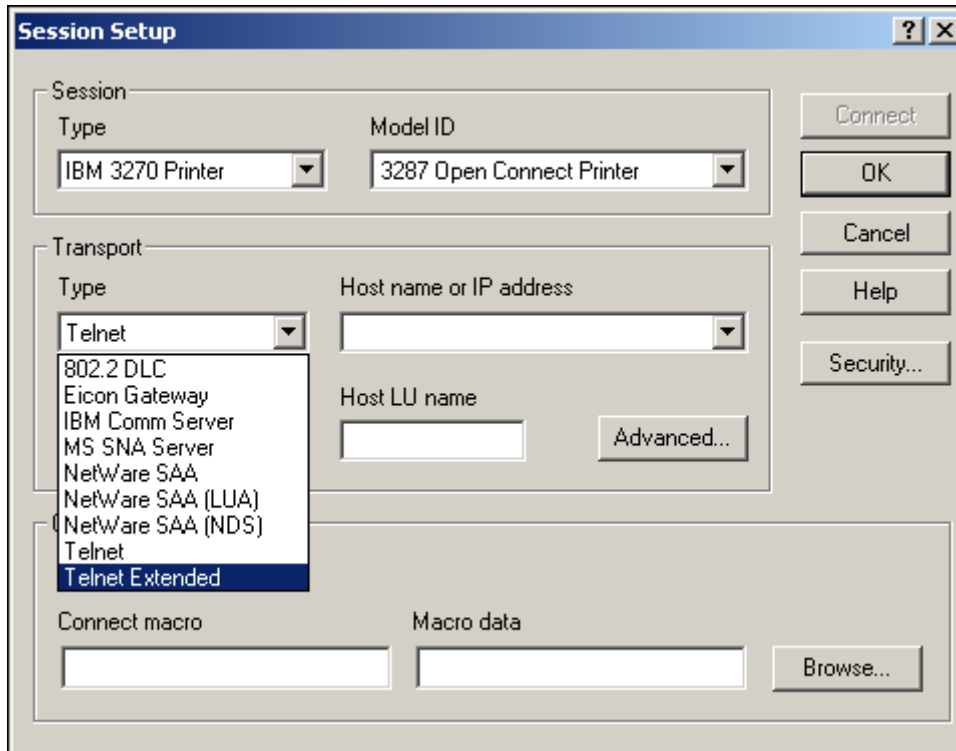 Session Setup
Session
Type Model ID
IBM 3270 Printer 3287 Open Connect Printer
Connect
OK
Cancel
Help
Security...
Transport
Type Host name or IP address
Telnet
802.2 DLC
Eicon Gateway
IBM Comm Server
MS SNA Server
NetWare SAA
NetWare SAA (LUA)
NetWare SAA (NDS)
Telnet
Telnet Extended
Host LU name
Advanced...
Connect macro Macro data
Browse...